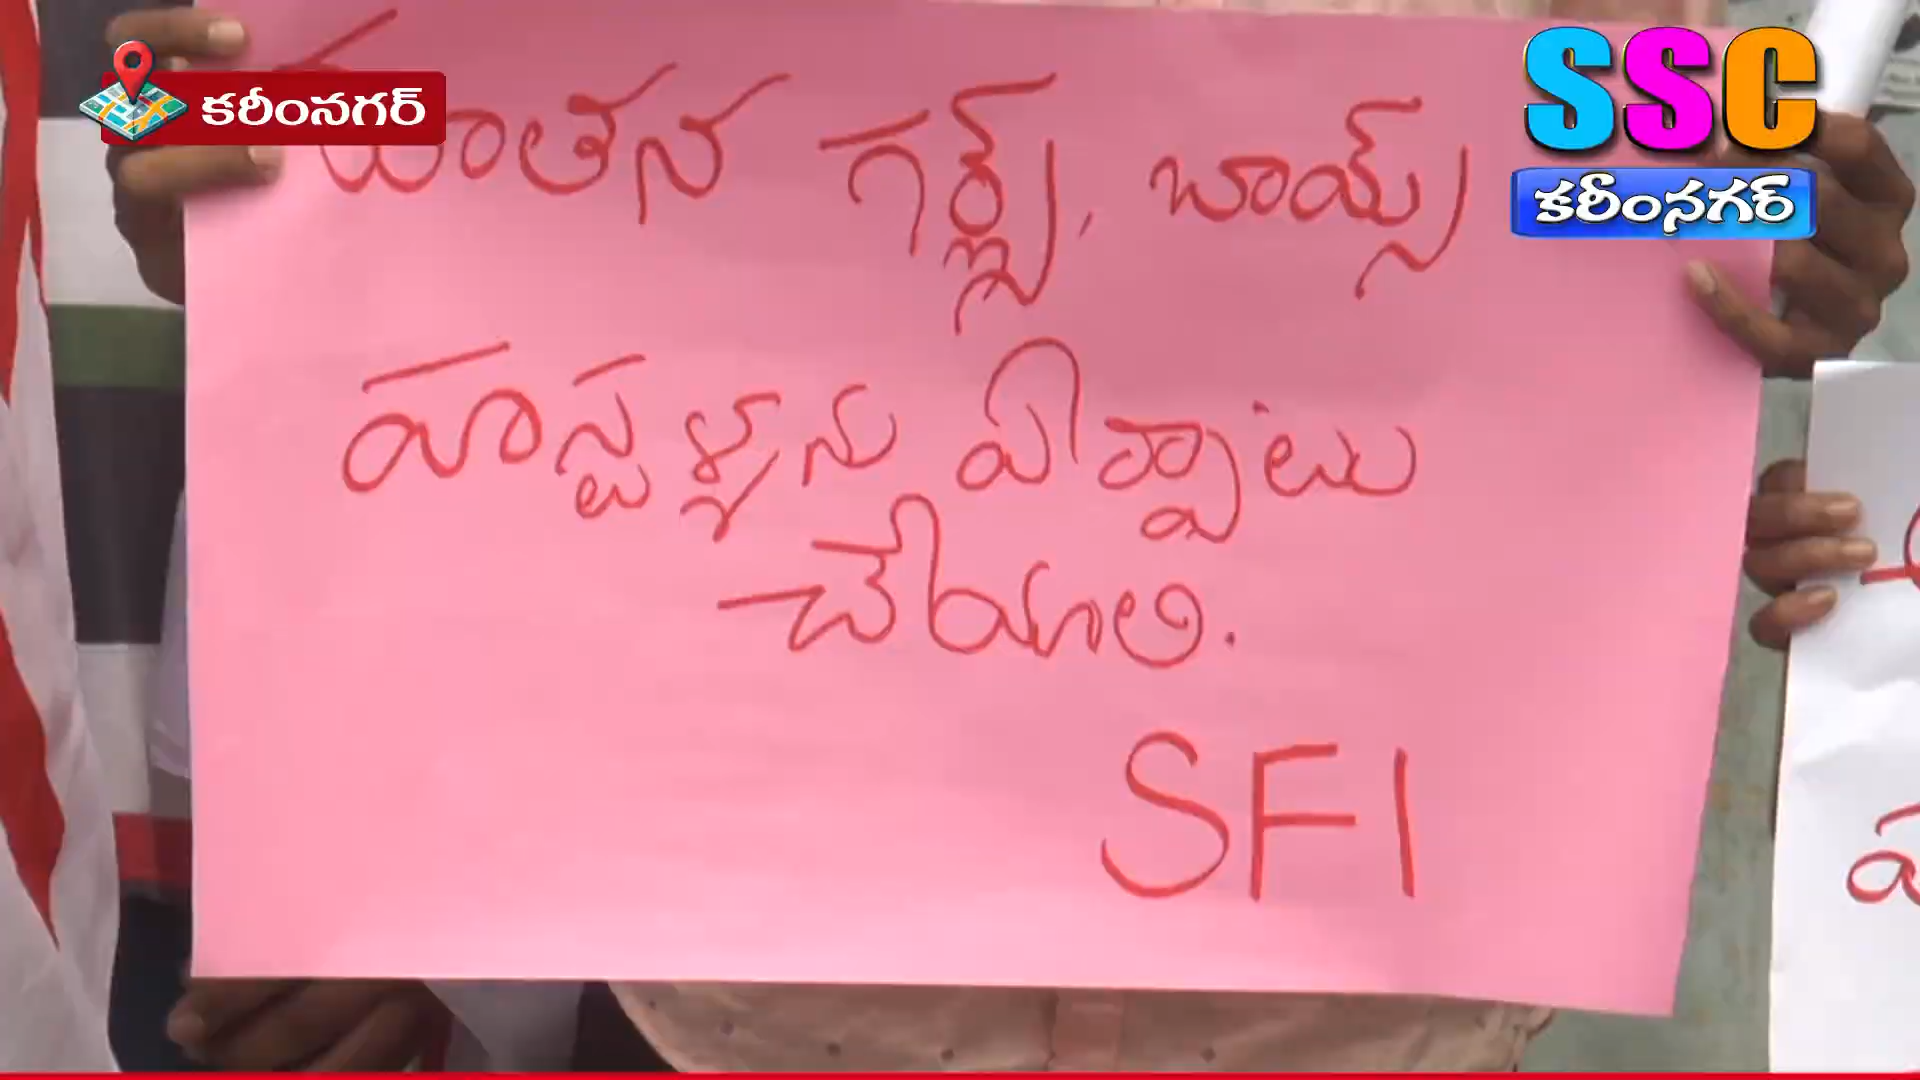 కరీంనగర్
SSC
కరీంనగర్
నూతన గర్ల్స్, బాయ్స్
హాస్టళ్లను ఏర్పాటు
చేయాలి.
SFI